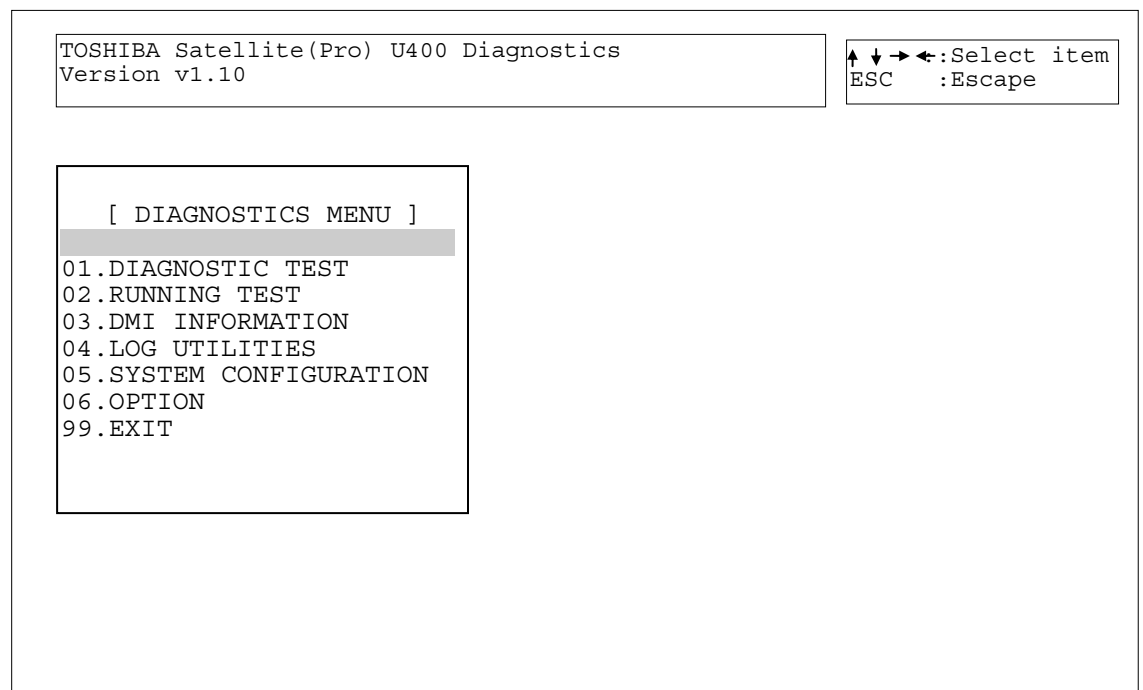 TOSHIBA Satellite(Pro) U400 Diagnostics
Version v1.10
↑ ↓ → ←:Select item
ESC :Escape
[ DIAGNOSTICS MENU ]
01.DIAGNOSTIC TEST
02.RUNNING TEST
03.DMI INFORMATION
04.LOG UTILITIES
05.SYSTEM CONFIGURATION
06.OPTION
99.EXIT